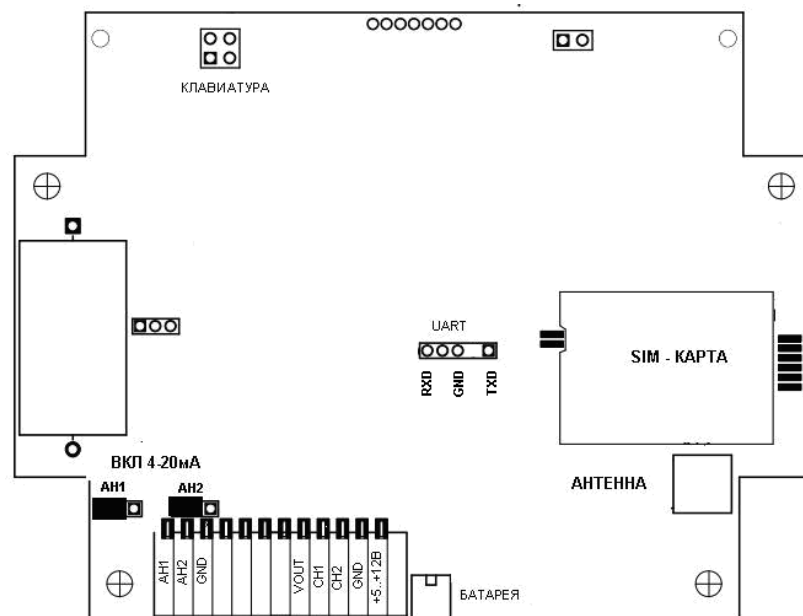 КЛАВИАТУРА
UART
RXD
GND
TXD
SIM - КАРТА
ВКЛ 4-20мА
АН1
АН2
АНТЕННА
АН1
АН2
GND
VOUT
CH1
CH2
GND
+5..+12В
БАТАРЕЯ